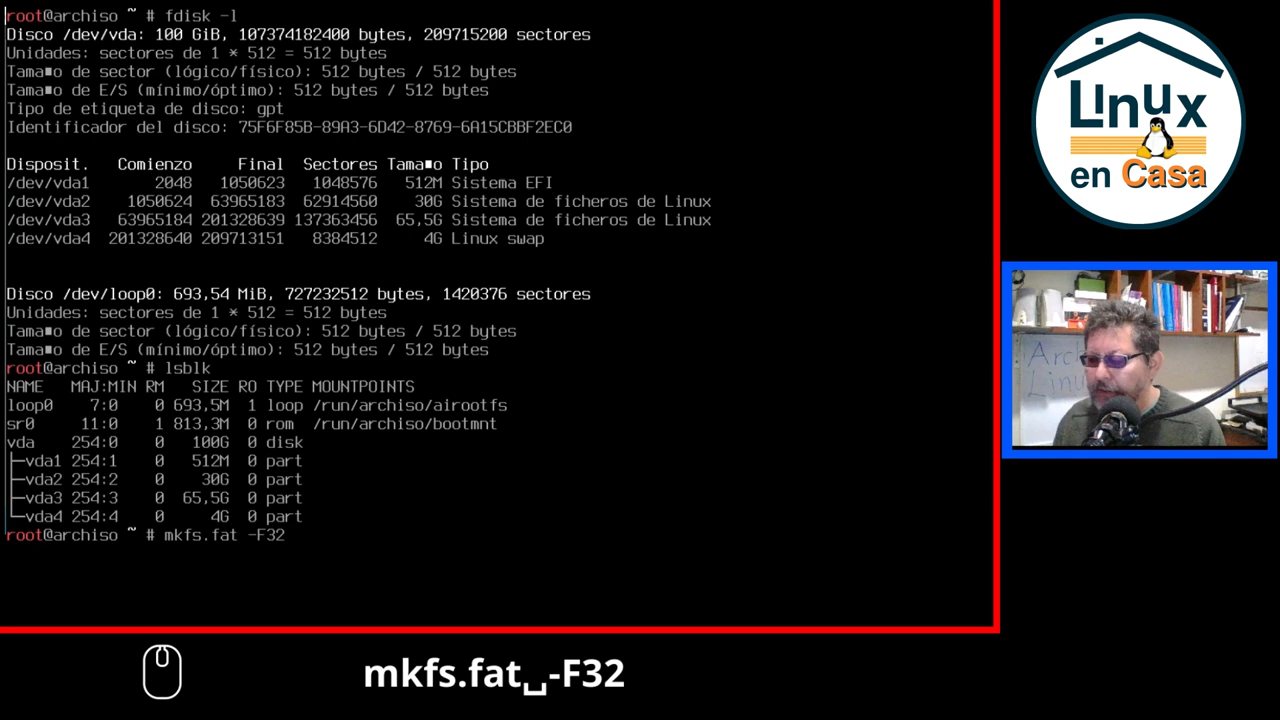 root@archiso ~ # fdisk -l
Disco /dev/vda: 100 GiB, 107374182400 bytes, 209715200 sectores
Unidades: sectores de 1 * 512 = 512 bytes
Tama■o de sector (lógico/físico): 512 bytes / 512 bytes
Tama■o de E/S (mínimo/óptimo): 512 bytes / 512 bytes
Tipo de etiqueta de disco: gpt
Identificador del disco: 75F6F85B-89A3-6D42-8769-6A15CBBF2EC0
Disposit. Comienzo Final Sectores Tama■o Tipo
/dev/vda1 2048 1050623 1048576 512M Sistema EFI
/dev/vda2 1050624 63965183 62914560 30G Sistema de ficheros de Linux
/dev/vda3 63965184 201328639 137363456 65,5G Sistema de ficheros de Linux
/dev/vda4 201328640 209713151 8384512 4G Linux swap
Disco /dev/loop0: 693,54 MiB, 727232512 bytes, 1420376 sectores
Unidades: sectores de 1 * 512 = 512 bytes
Tama■o de sector (lógico/físico): 512 bytes / 512 bytes
Tama■o de E/S (mínimo/óptimo): 512 bytes / 512 bytes
root@archiso ~ # lsblk
NAME MAJ:MIN RM SIZE RO TYPE MOUNTPOINTS
loop0 7:0 0 693,5M 1 loop /run/archiso/airootfs
sr0 11:0 1 813,3M 0 rom /run/archiso/bootmnt
vda 254:0 0 100G 0 disk
├─vda1 254:1 0 512M 0 part
├─vda2 254:2 0 30G 0 part
├─vda3 254:3 0 65,5G 0 part
└─vda4 254:4 0 4G 0 part
root@archiso ~ # mkfs.fat -F32
Linux
en Casa
Arc
Linu
mkfs.fat␣-F32